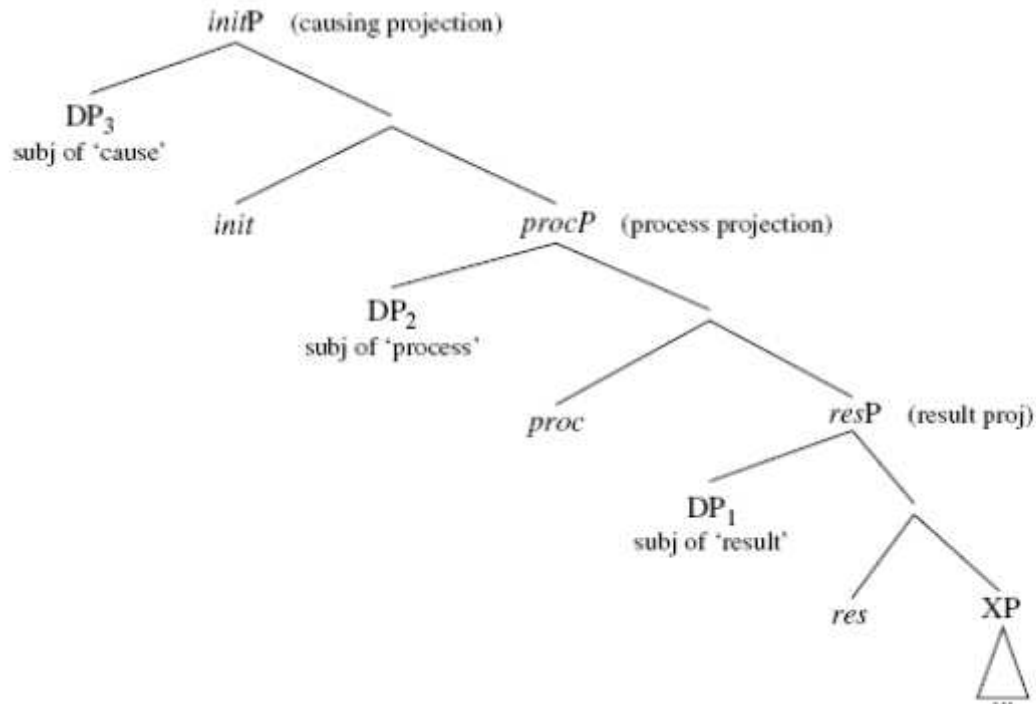 initP (causing projection)
DP3
subj of ‘cause’
init
procP (process projection)
DP2
subj of ‘process’
proc
resP (result proj)
DP1
subj of ‘result’
res
XP